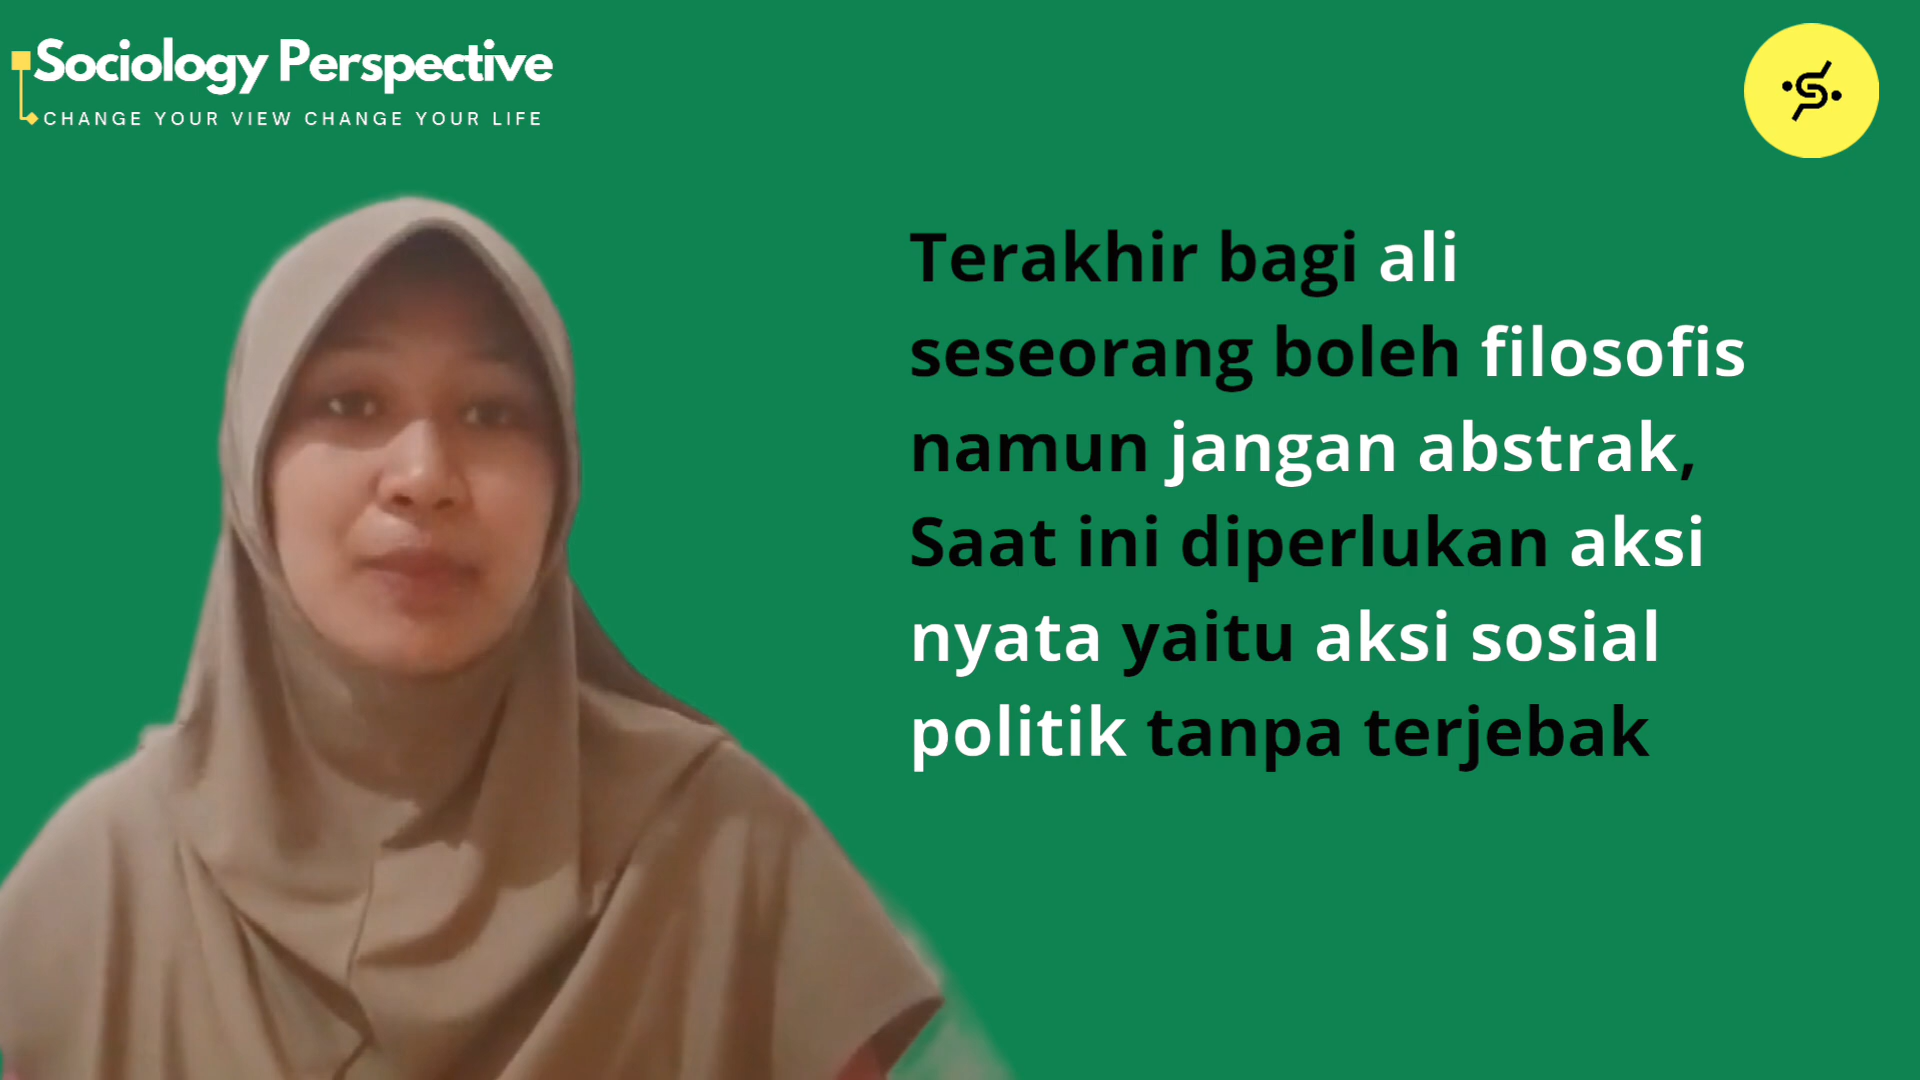 Sociology Perspective
CHANGE YOUR VIEW CHANGE YOUR LIFE
Terakhir bagi ali
seseorang boleh filosofis
namun jangan abstrak,
Saat ini diperlukan aksi
nyata yaitu aksi sosial
politik tanpa terjebak